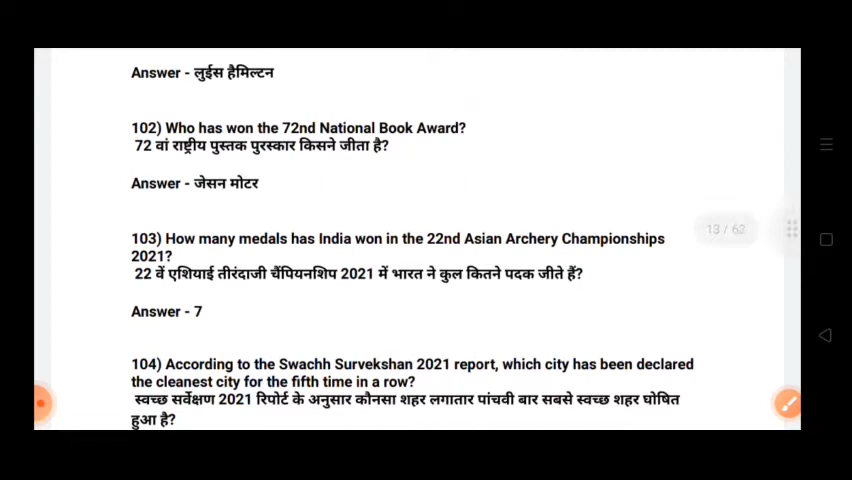 Answer - लुईस हैमिल्टन
102) Who has won the 72nd National Book Award?
72 वां राष्ट्रीय पुस्तक पुरस्कार किसने जीता है?
Answer - जेसन मोटर
103) How many medals has India won in the 22nd Asian Archery Championships
2021?
22 वें एशियाई तीरंदाजी चैंपियनशिप 2021 में भारत ने कुल कितने पदक जीते हैं?
Answer - 7
13 / 62
104) According to the Swachh Survekshan 2021 report, which city has been declared
the cleanest city for the fifth time in a row?
स्वच्छ सर्वेक्षण 2021 रिपोर्ट के अनुसार कौनसा शहर लगातार पांचवी बार सबसे स्वच्छ शहर घोषित
हुआ है?